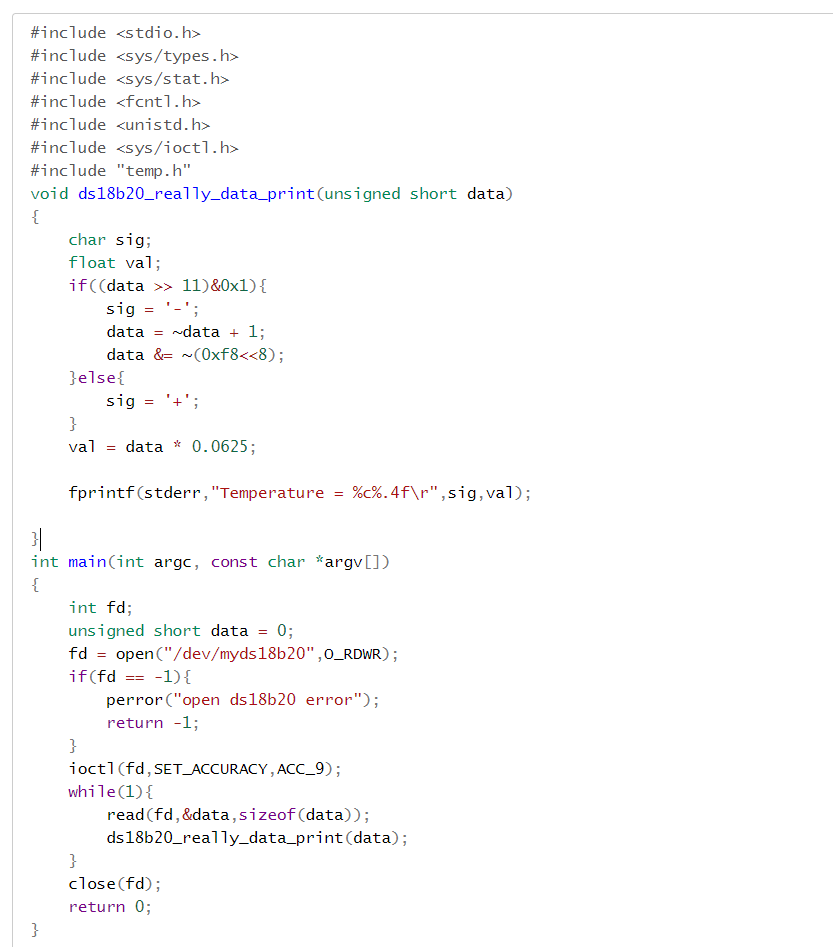 #include <stdio.h>
#include <sys/types.h>
#include <sys/stat.h>
#include <fcntl.h>
#include <unistd.h>
#include <sys/ioctl.h>
#include "temp.h"
void ds18b20_really_data_print(unsigned short data)
{
    char sig;
    float val;
    if((data >> 11)&0x1){
        sig = '-';
        data = ~data + 1;
        data &= ~(0xf8<<8);
    }else{
        sig = '+';
    }
    val = data * 0.0625;

    fprintf(stderr,"Temperature = %c%.4f\r",sig,val);

}
int main(int argc, const char *argv[])
{
    int fd;
    unsigned short data = 0;
    fd = open("/dev/myds18b20",O_RDWR);
    if(fd == -1){
        perror("open ds18b20 error");
        return -1;
    }
    ioctl(fd,SET_ACCURACY,ACC_9);
    while(1){
        read(fd,&data,sizeof(data));
        ds18b20_really_data_print(data);
    }
    close(fd);
    return 0;
}